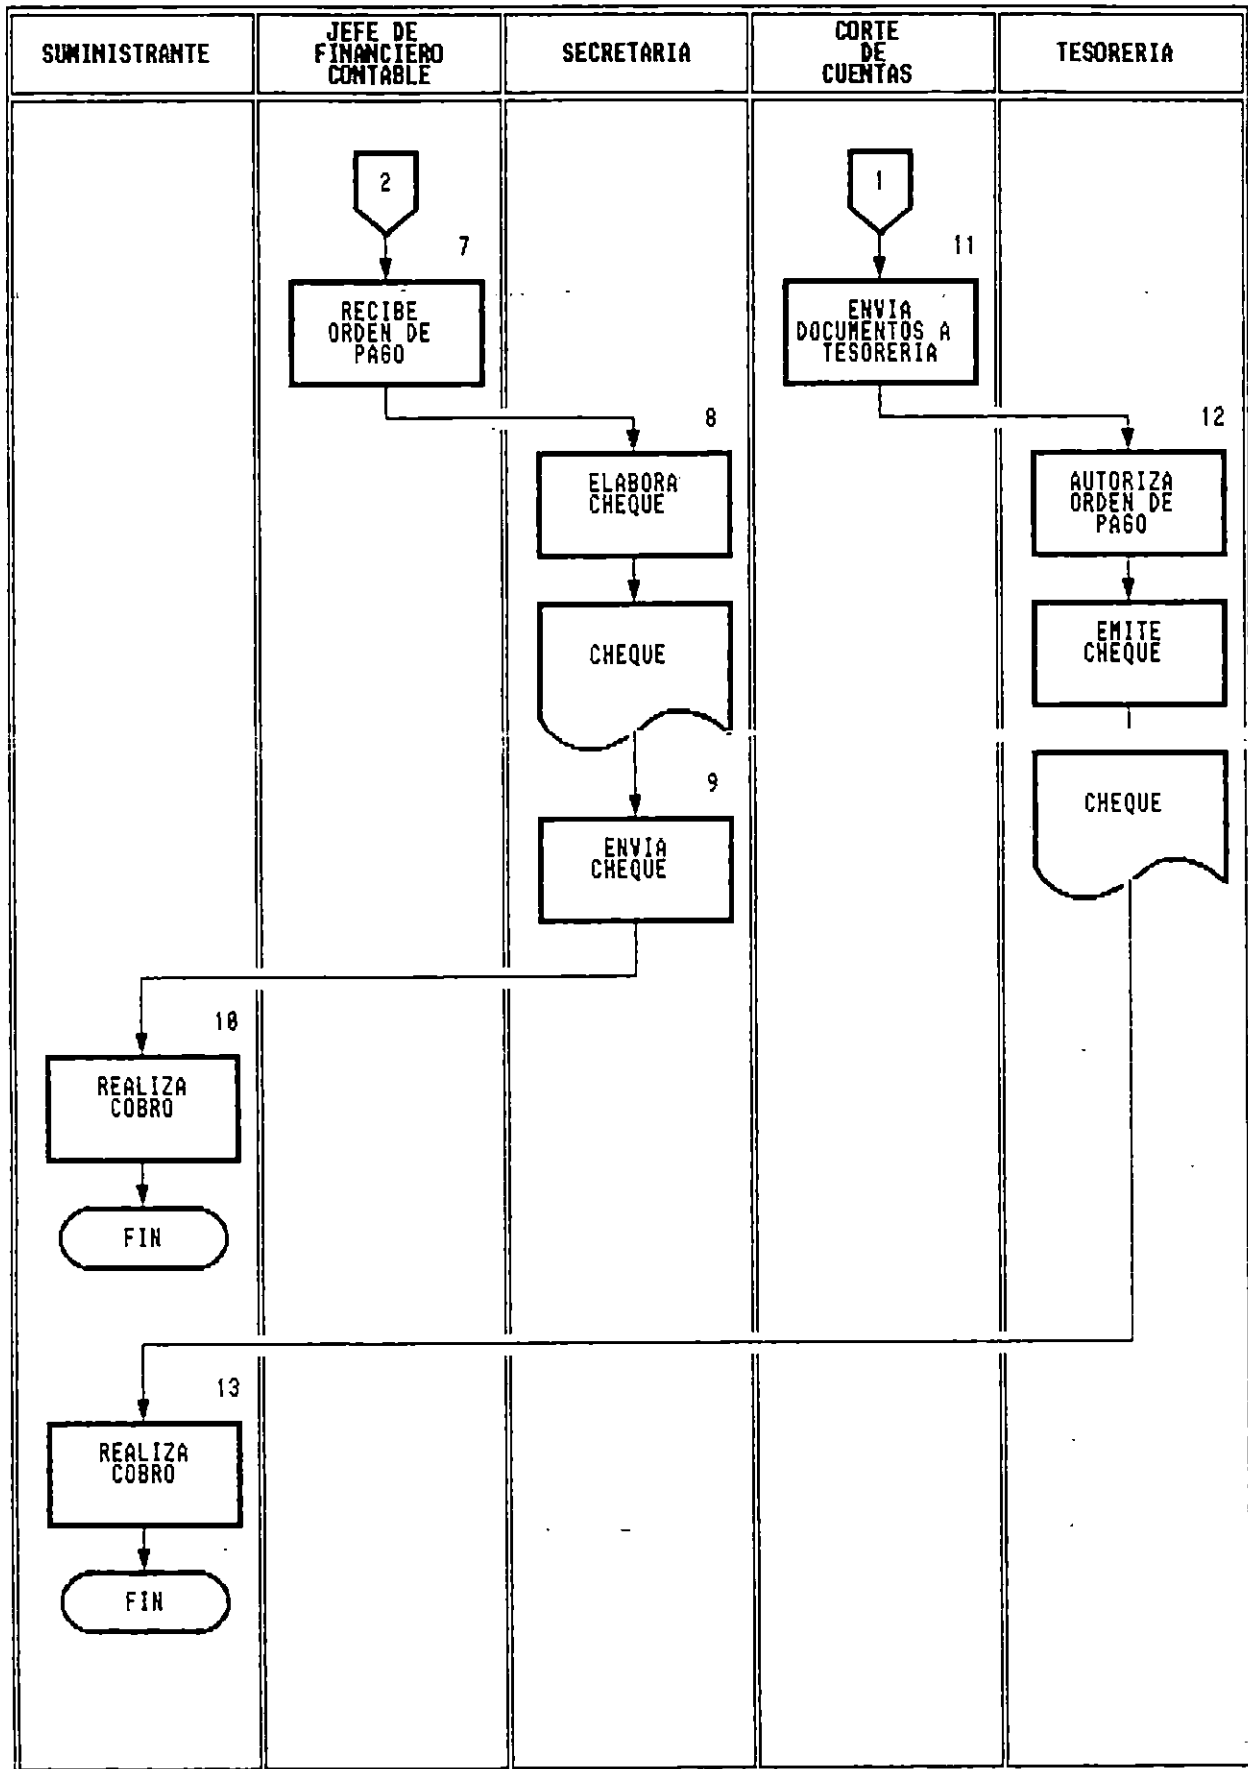 SUMINISTRANTE
JEFE DE
FINANCIERO
CONTABLE
SECRETARIA
CORTE
DE
CUENTAS
TESORERIA
2
1
7
11
RECIBE
ORDEN DE
PAGO
ENVIA
DOCUMENTOS A
TESORERIA
8
12
ELABORA
CHEQUE
AUTORIZA
ORDEN DE
PAGO
CHEQUE
EMITE
CHEQUE
9
CHEQUE
ENVIA
CHEQUE
10
REALIZA
COBRO
FIN
13
REALIZA
COBRO
FIN